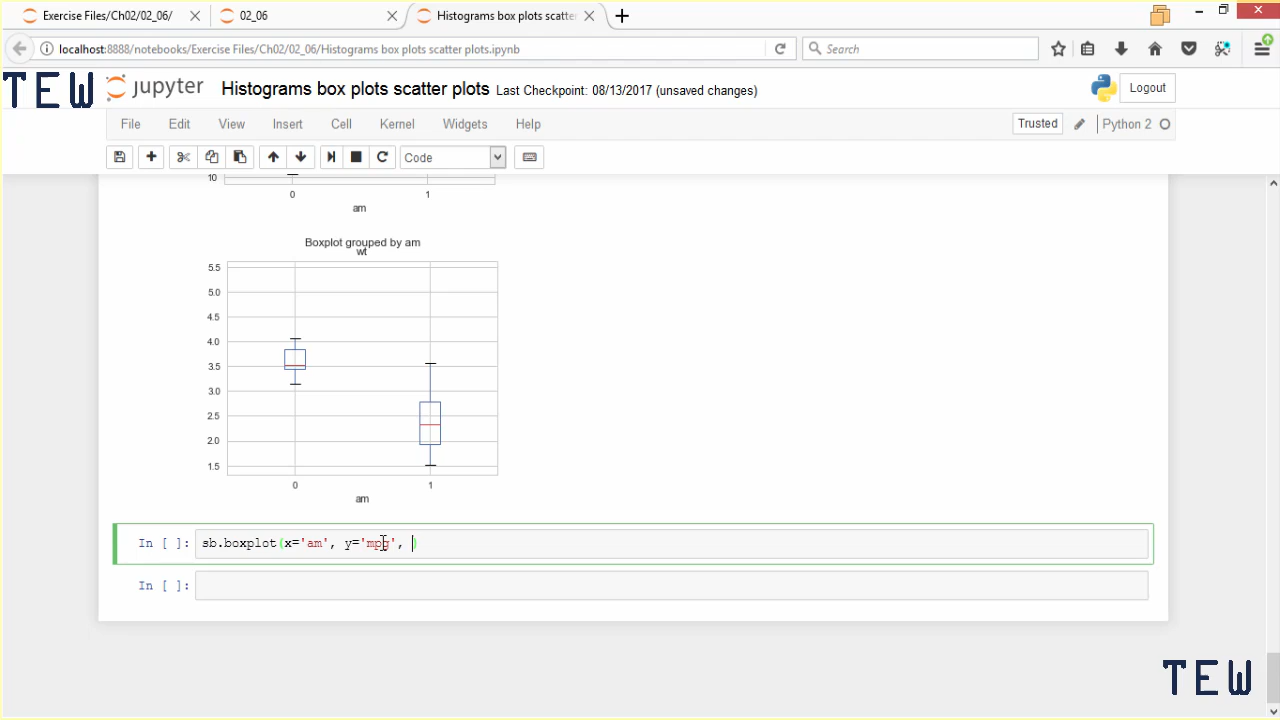 Exercise Files/Ch02/02_06/
02_06
Histograms box plots scatter
localhost:8888/notebooks/Exercise Files/Ch02/02_06/Histograms box plots scatter plots.ipynb
Search
TEW
jupyter
Histograms box plots scatter plots Last Checkpoint: 08/13/2017 (unsaved changes)
Logout
File Edit View Insert Cell Kernel Widgets Help
Trusted
Python 2
Code
10
0 1
am
Boxplot grouped by am
wt
5.5
5.0
4.5
4.0
3.5
3.0
2.5
2.0
1.5
0 1
am
In [ ]: sb.boxplot(x='am', y='mpg', )
In [ ]:
TEW